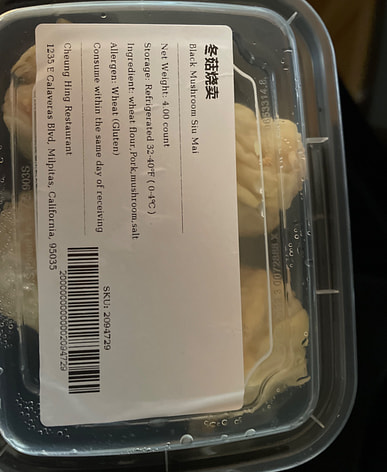 冬菇烧卖
Black Mushroom Siu Mai
Net Weight: 4.00 count
Storage: Refrigerated 32-40°F ( 0-4℃)
Ingredient: wheat flour,Pork,mushroom,salt
Allergen: Wheat (Gluten)
Consume within the same day of receiving
Cheung Hing Restaurant
1235 E Calaveras Blvd, Milpitas, California, 95035
SKU: 2094729